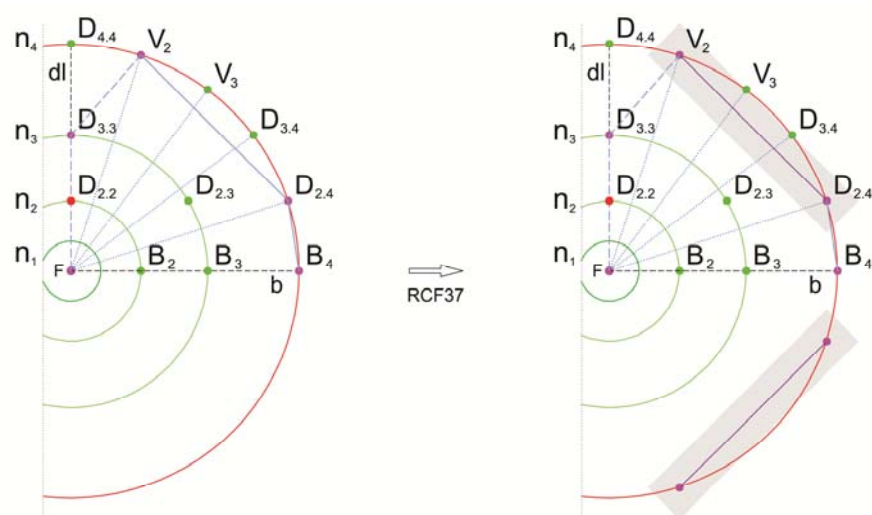 n₄ D₄.₄ V₂
dl V₃
n₃ D₃.₃ D₃.₄
n₂ D₂.₂ D₂.₃ D₂.₄
n₁ F B₂ B₃ B₄
b
RCF37
n₄ D₄.₄ V₂
dl V₃
n₃ D₃.₃ D₃.₄
n₂ D₂.₂ D₂.₃ D₂.₄
n₁ F B₂ B₃ B₄
b